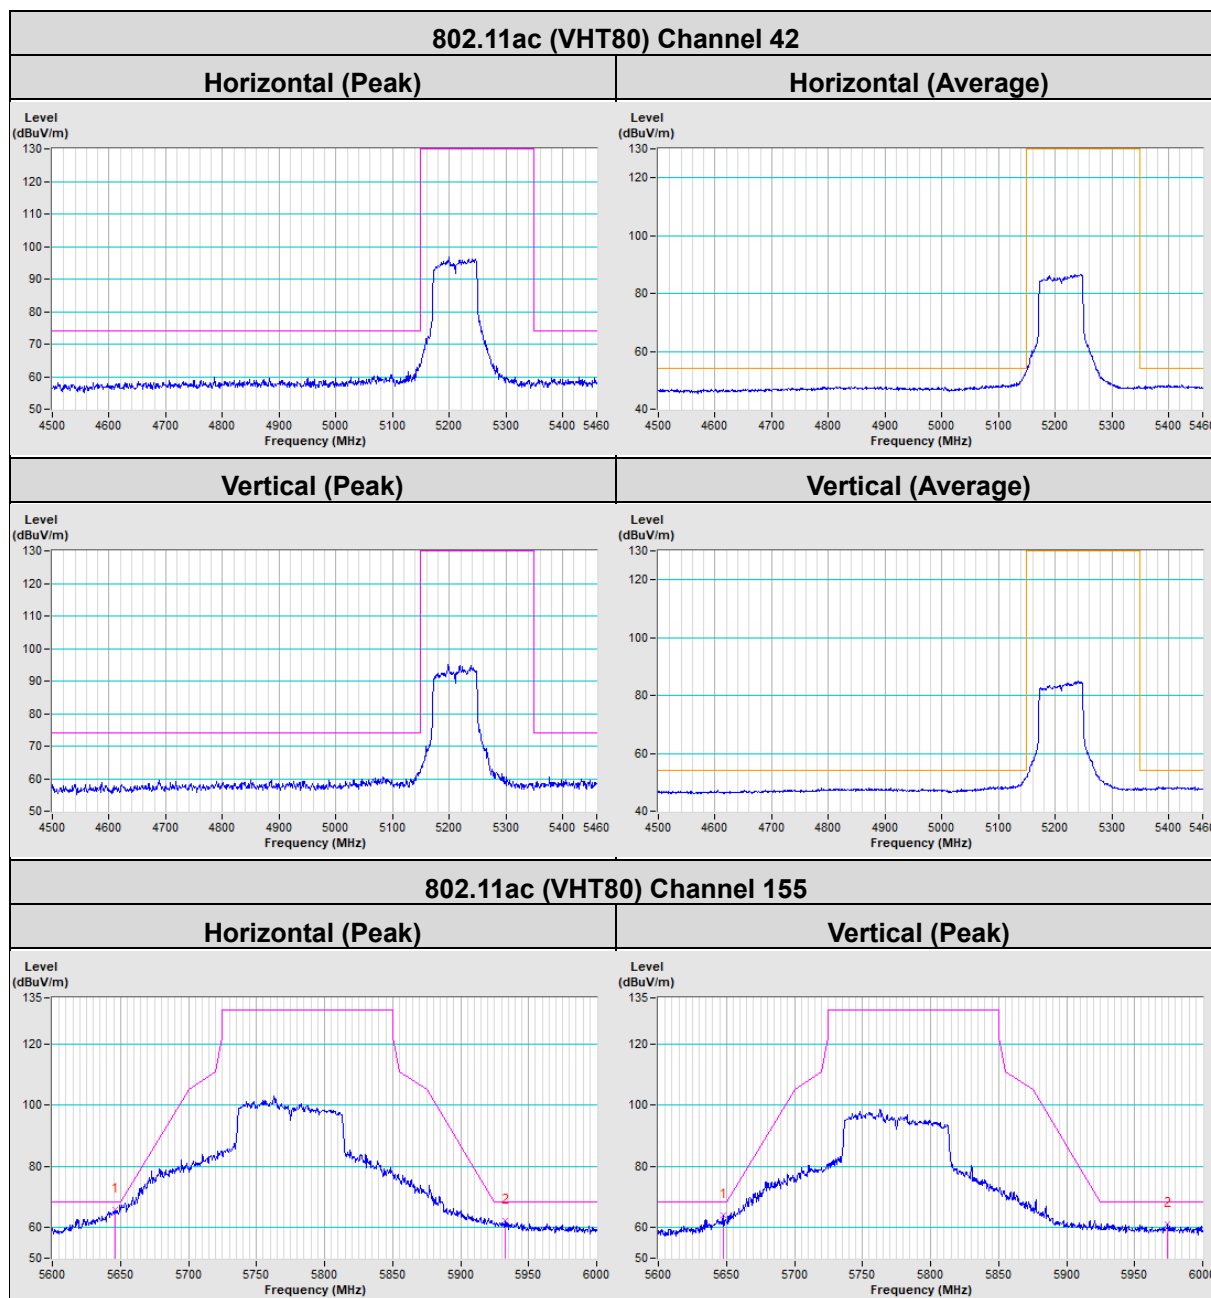 802.11ac (VHT80) Channel 42
Horizontal (Peak)
Horizontal (Average)
Level
(dBuV/m)
130
120
110
100
90
80
70
60
50
4500 4600 4700 4800 4900 5000 5100 5200 5300 5400 5460
Frequency (MHz)
Level
(dBuV/m)
130
120
100
80
60
40
4500 4600 4700 4800 4900 5000 5100 5200 5300 5400 5460
Frequency (MHz)
Vertical (Peak)
Vertical (Average)
Level
(dBuV/m)
130
120
110
100
90
80
70
60
50
4500 4600 4700 4800 4900 5000 5100 5200 5300 5400 5460
Frequency (MHz)
Level
(dBuV/m)
130
120
100
80
60
40
4500 4600 4700 4800 4900 5000 5100 5200 5300 5400 5460
Frequency (MHz)
802.11ac (VHT80) Channel 155
Horizontal (Peak)
Vertical (Peak)
Level
(dBuV/m)
135
120
100
80
1
2
60
50
5600 5650 5700 5750 5800 5850 5900 5950 6000
Frequency (MHz)
Level
(dBuV/m)
135
120
100
80
1
2
60
50
5600 5650 5700 5750 5800 5850 5900 5950 6000
Frequency (MHz)